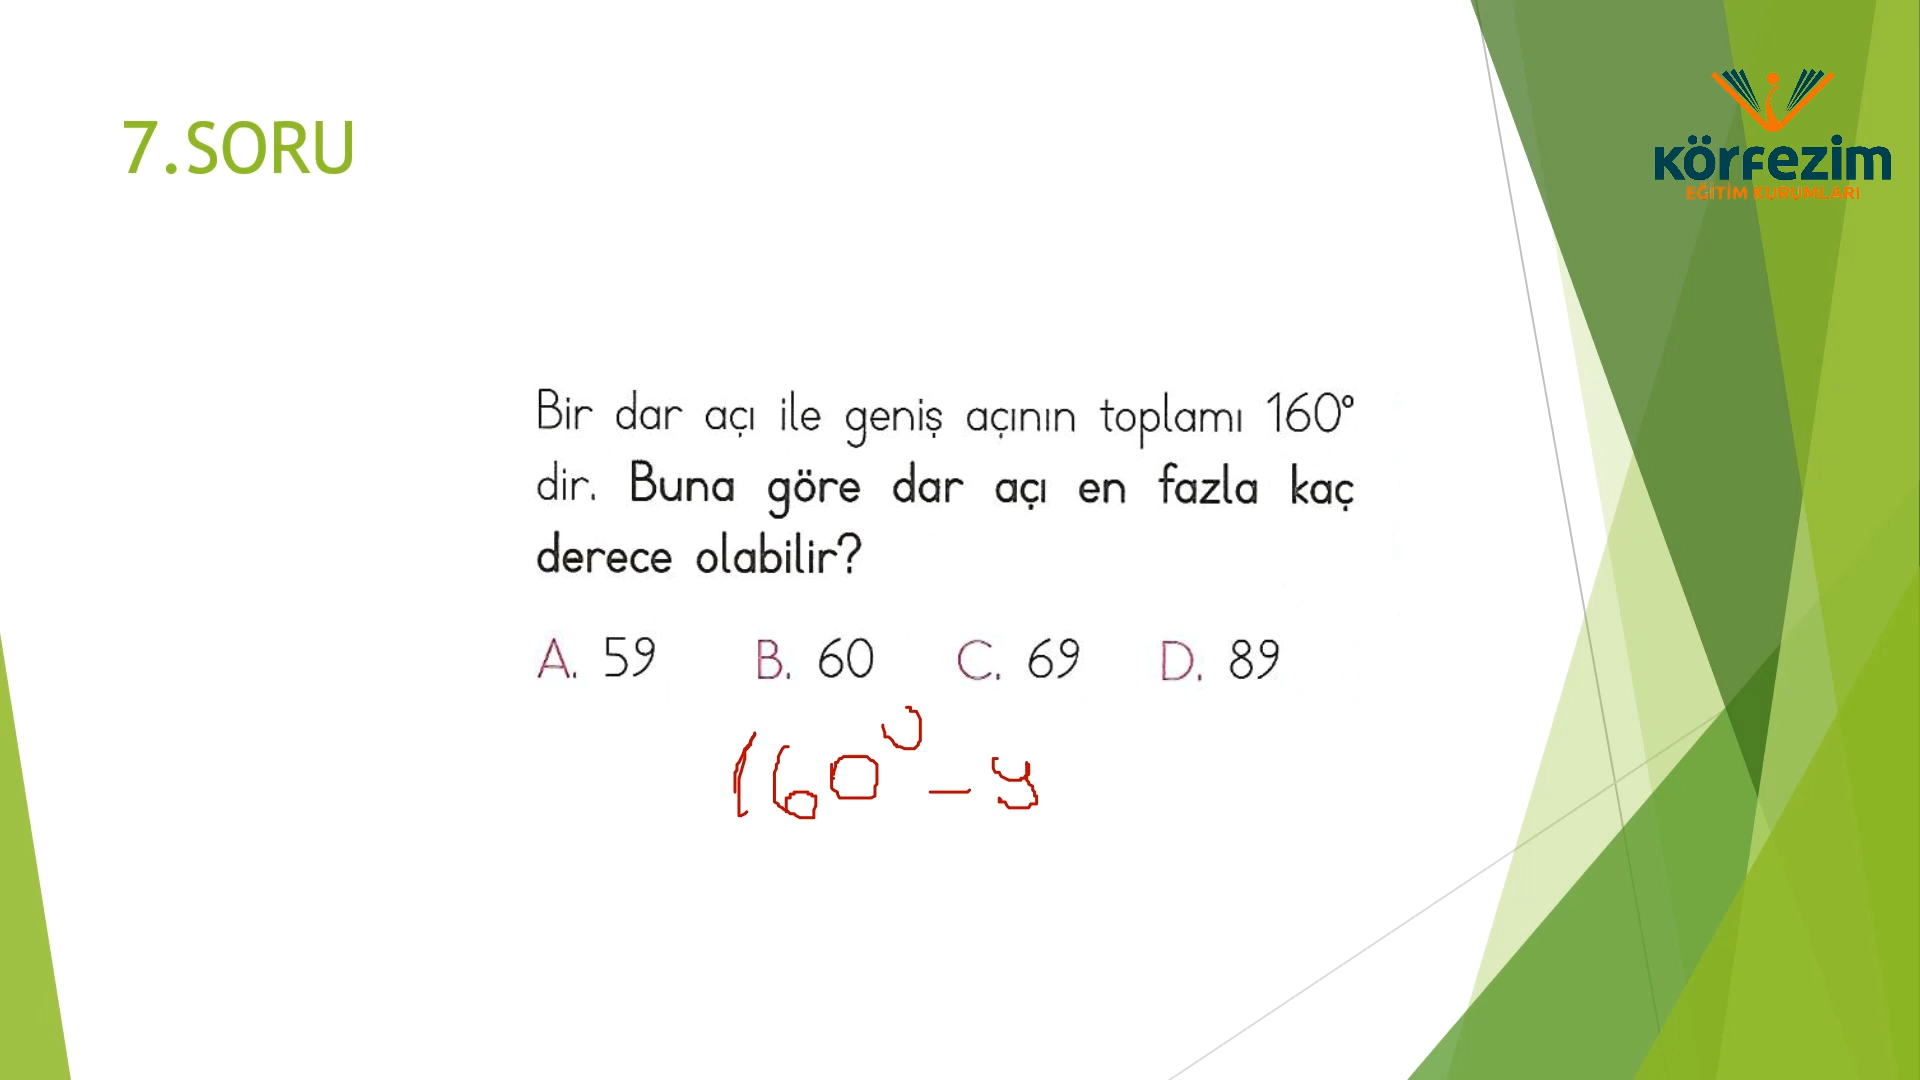 7.SORU
körfezim
EĞİTİM KURUMLARI
Bir dar açı ile geniş açının toplamı 160°
dir. Buna göre dar açı en fazla kaç
derece olabilir?
A. 59 B. 60 C. 69 D. 89
160° - 9